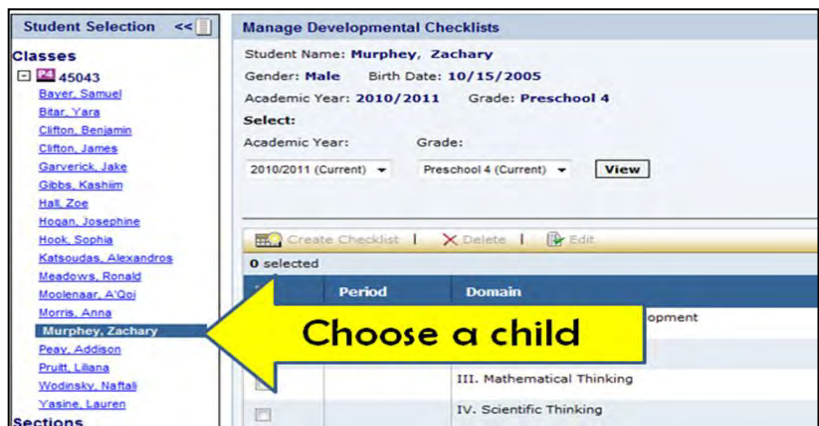 Student Selection <<
Classes
P4 45043
Bayer, Samuel
Bitar, Yara
Clifton, Benjamin
Clifton, James
Garverick, Jake
Gibbs, Kashiim
Hall, Zoe
Hogan, Josephine
Hook, Sophia
Katsoudas, Alexandros
Meadows, Ronald
Moolenaar, A'Qoi
Morris, Anna
Murphey, Zachary
Peay, Addison
Pruitt, Liliana
Wodinsky, Naftali
Yasine, Lauren
Sections
Manage Developmental Checklists
Student Name: Murphey, Zachary
Gender: Male Birth Date: 10/15/2005
Academic Year: 2010/2011 Grade: Preschool 4
Select:
Academic Year: Grade:
2010/2011 (Current) Preschool 4 (Current) View
Create Checklist | Delete | Edit
0 selected
Period Domain
opment
Choose a child
III. Mathematical Thinking
IV. Scientific Thinking